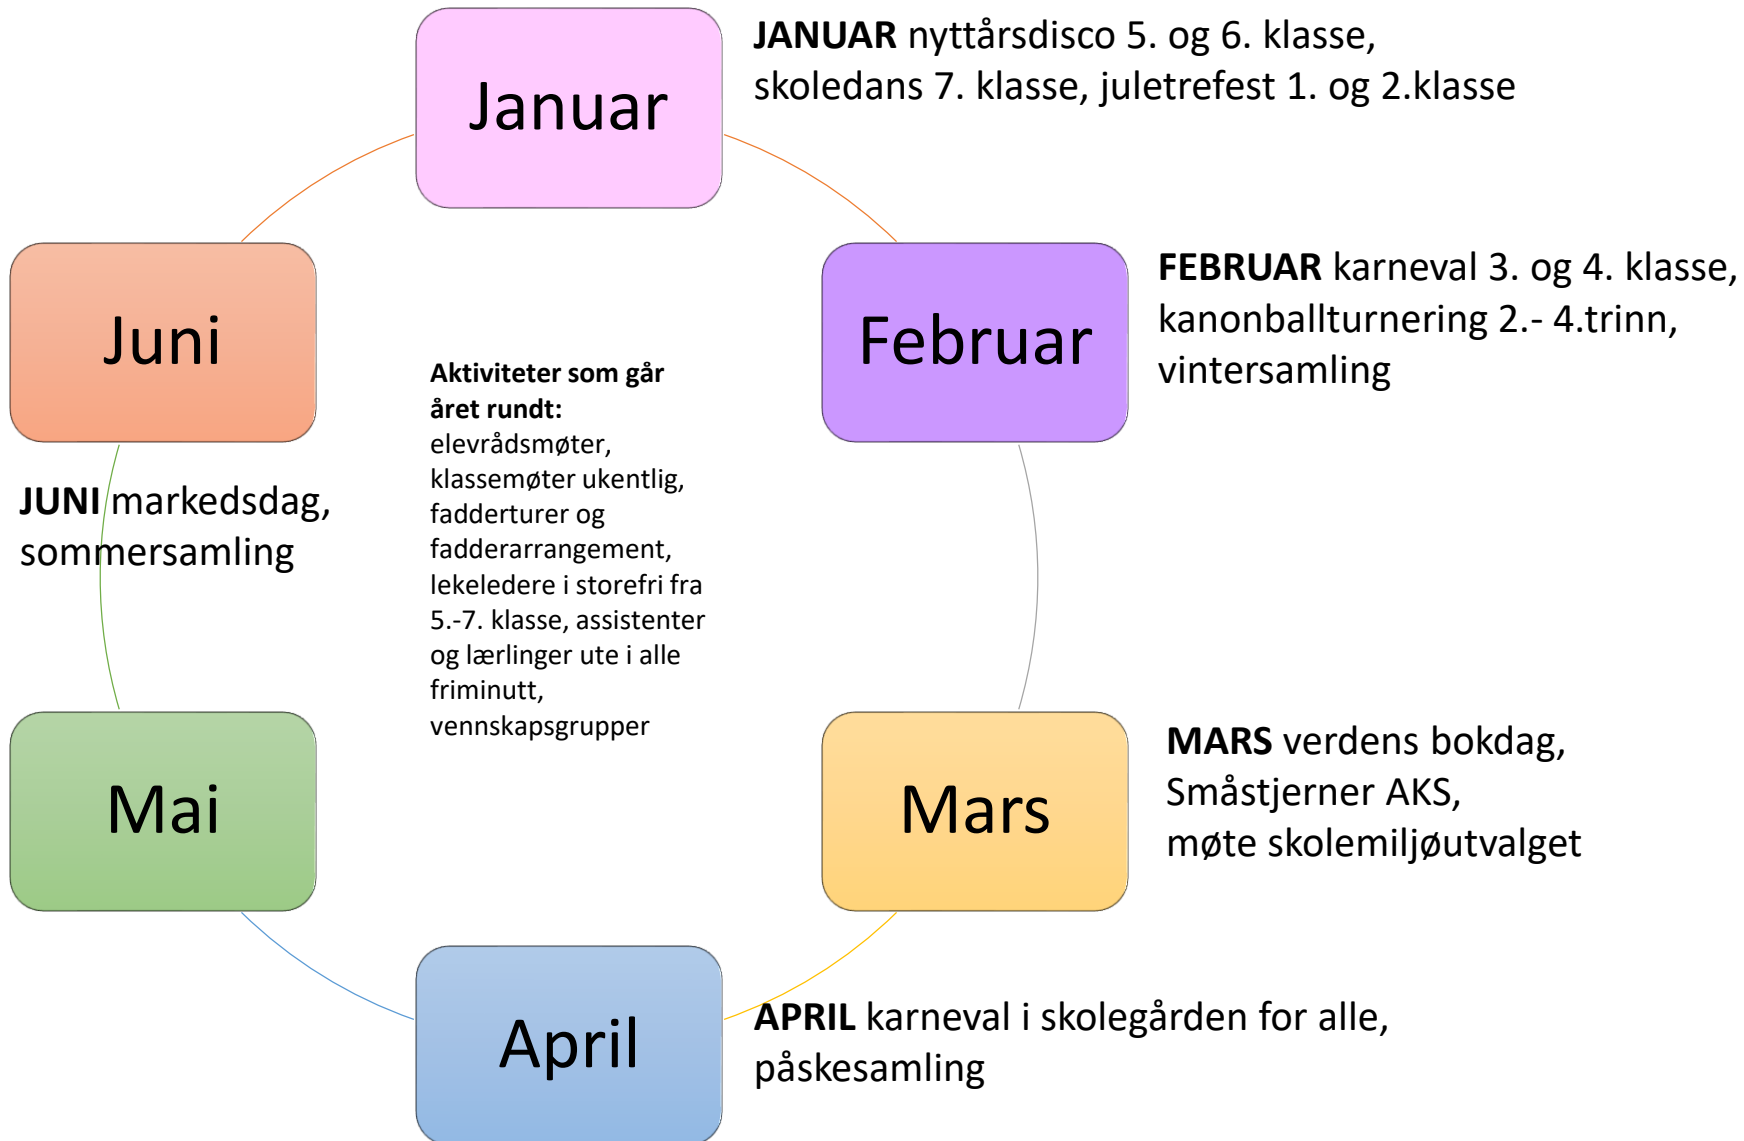 Januar
JANUAR nyttårsdisco 5. og 6. klasse,
skoledans 7. klasse, juletrefest 1. og 2.klasse
Februar
FEBRUAR karneval 3. og 4. klasse,
kanonballturnering 2.- 4.trinn,
vintersamling
Mars
MARS verdens bokdag,
Småstjerner AKS,
møte skolemiljøutvalget
April
APRIL karneval i skolegården for alle,
påskesamling
Mai
Juni
JUNI markedsdag,
sommersamling
Aktiviteter som går
året rundt:
elevrådsmøter,
klassemøter ukentlig,
fadderturer og
fadderarrangement,
lekeledere i storefri fra
5.-7. klasse, assistenter
og lærlinger ute i alle
friminutt,
vennskapsgrupper